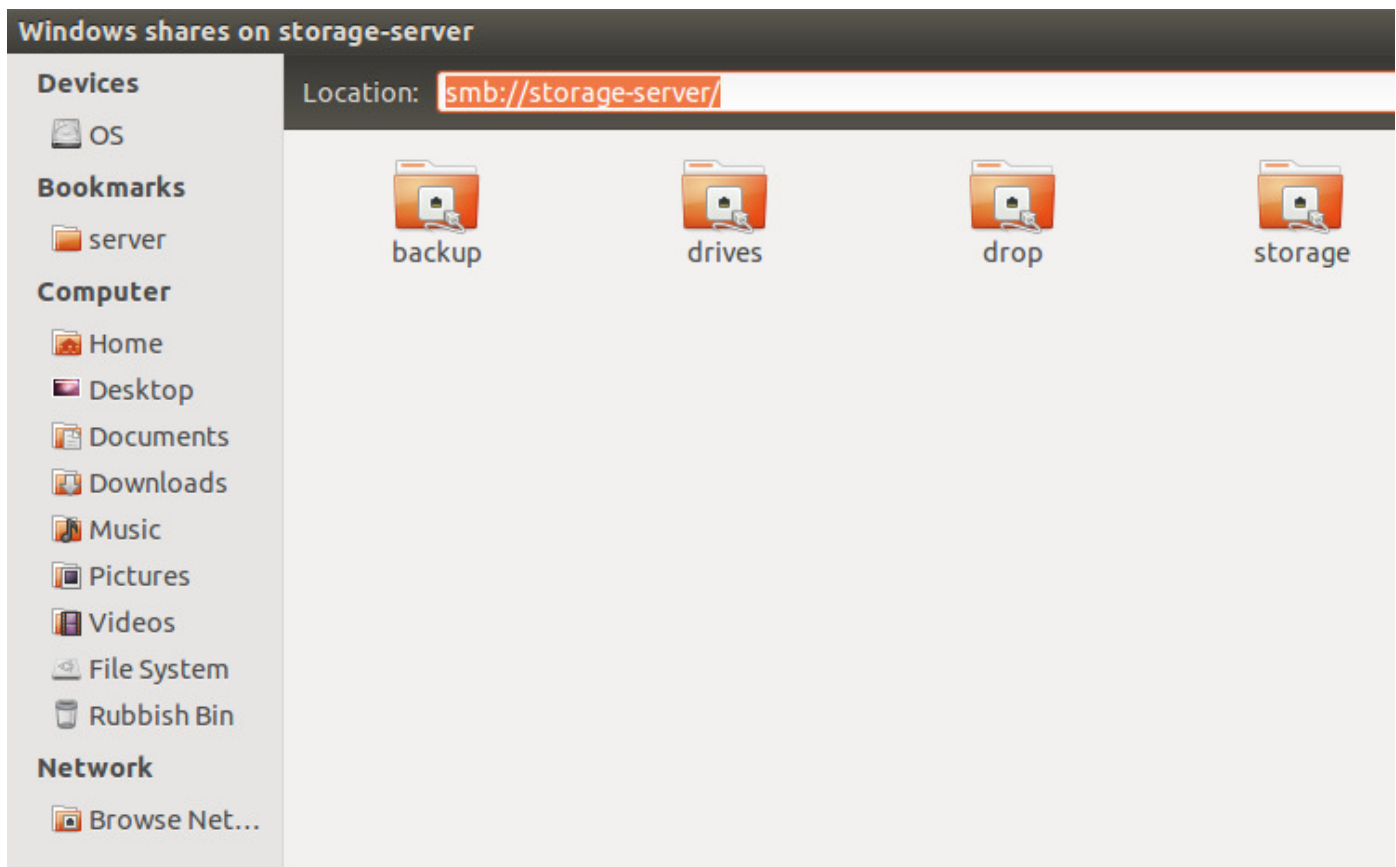 Windows shares on storage-server
Devices
OS
Bookmarks
server
Computer
Home
Desktop
Documents
Downloads
Music
Pictures
Videos
File System
Rubbish Bin
Network
Browse Net...
Location: smb://storage-server/
backup drives drop storage